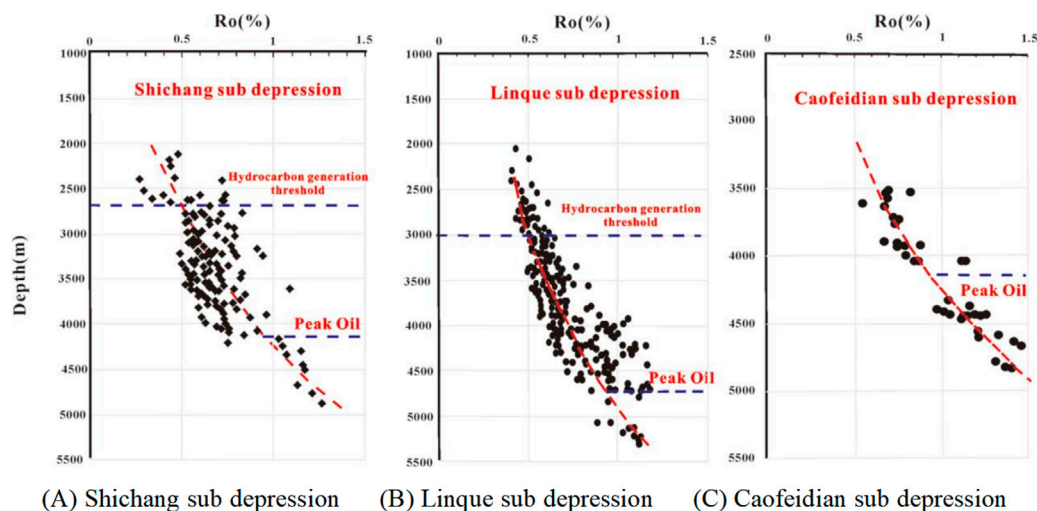 Ro(%)
0 0.5 1 1.5
1000
1500
2000
2500
3000
3500
4000
4500
5000
5500
Depth(m)
Shichang sub depression
Hydrocarbon generation
threshold
Peak Oil
Ro(%)
0 0.5 1 1.5
1000
1500
2000
2500
3000
3500
4000
4500
5000
5500
Linque sub depression
Hydrocarbon generation
threshold
Peak Oil
Ro(%)
0 0.5 1 1.5
2500
3000
3500
4000
4500
5000
5500
Caofeidian sub depression
Peak Oil
(A) Shichang sub depression
(B) Linque sub depression
(C) Caofeidian sub depression